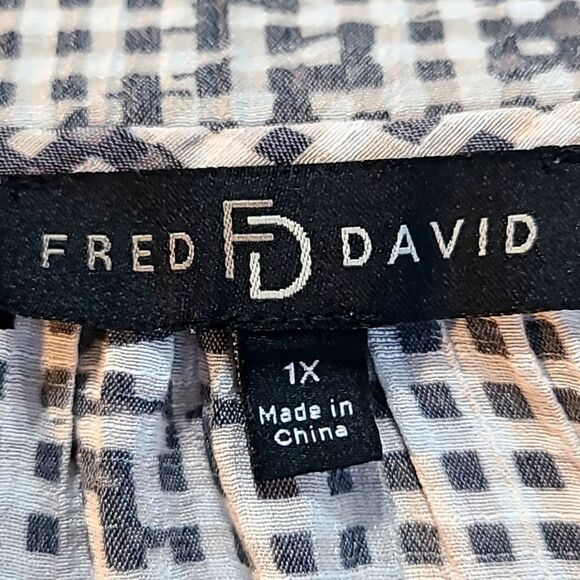 FRED FD DAVID
1X
Made in
China